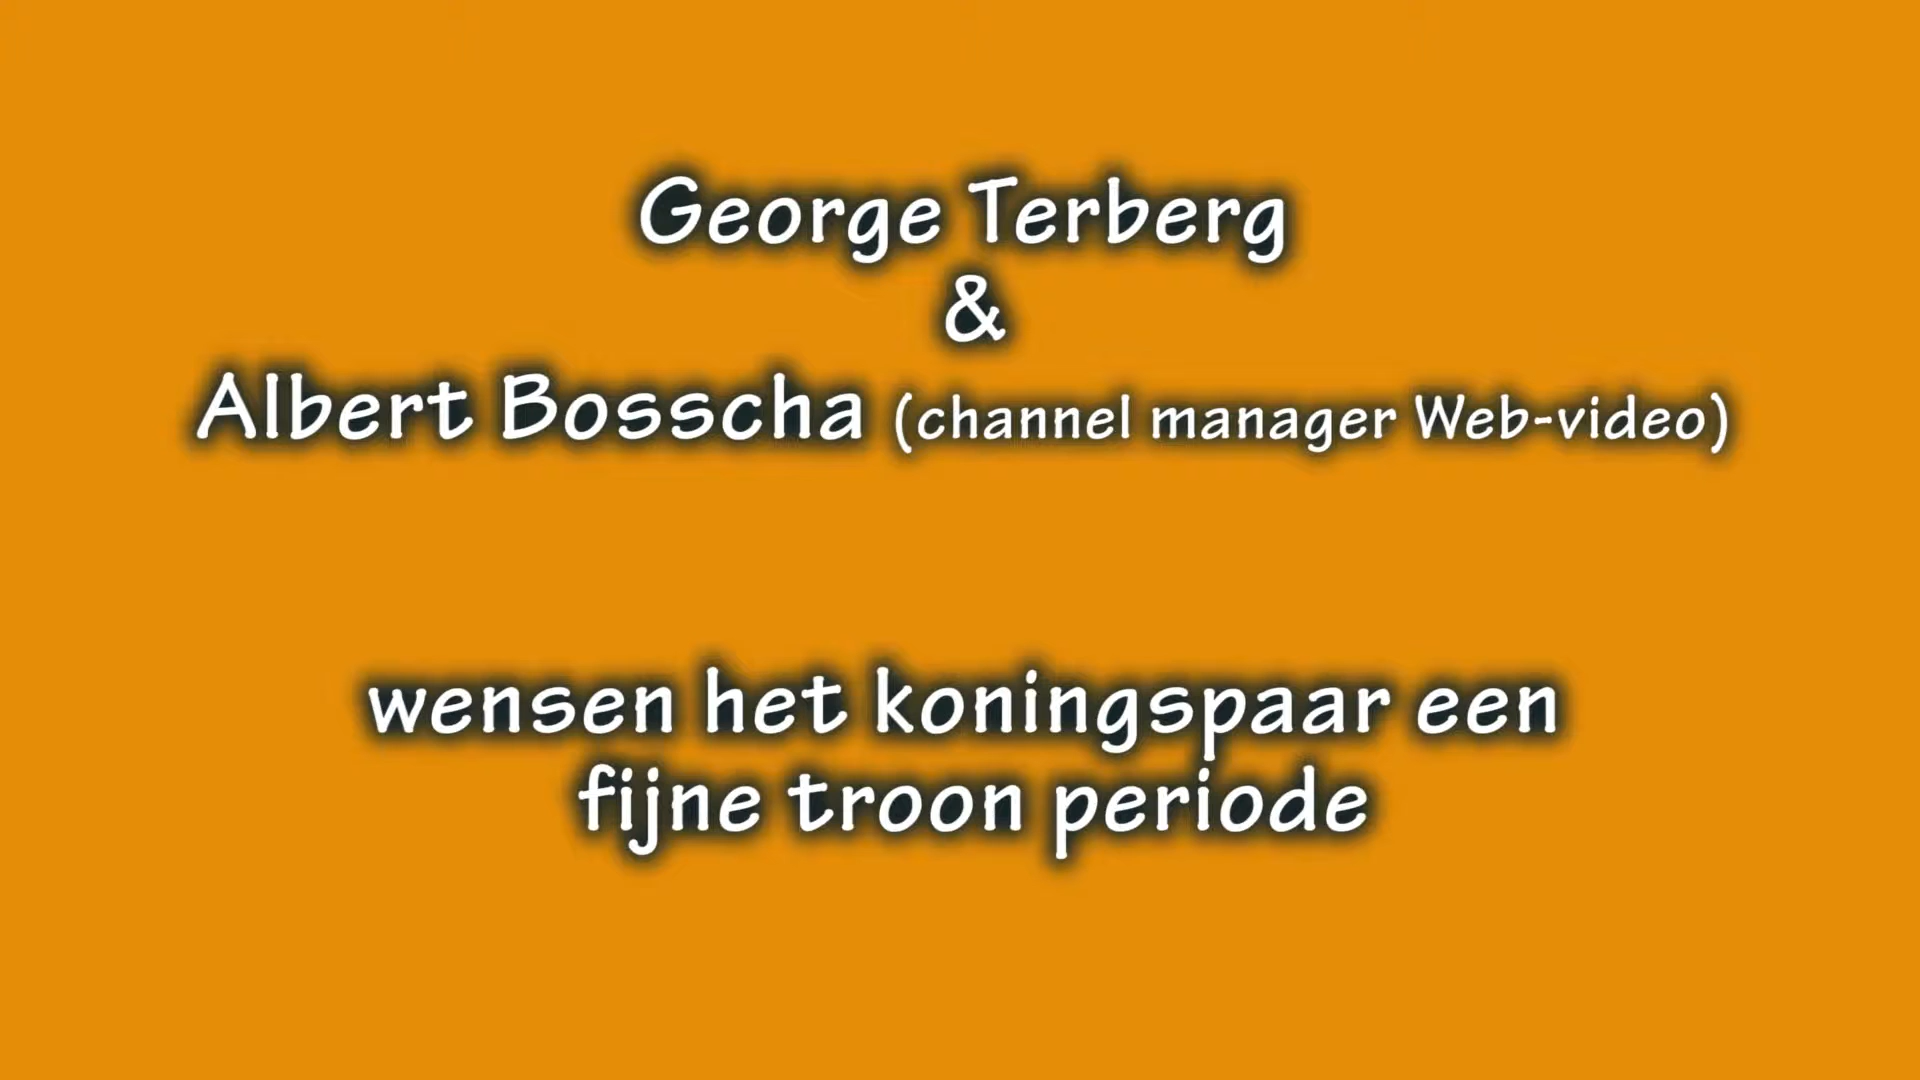 George Terberg
&
Albert Bosscha (channel manager Web-video)
wensen het koningspaar een
fijne troon periode